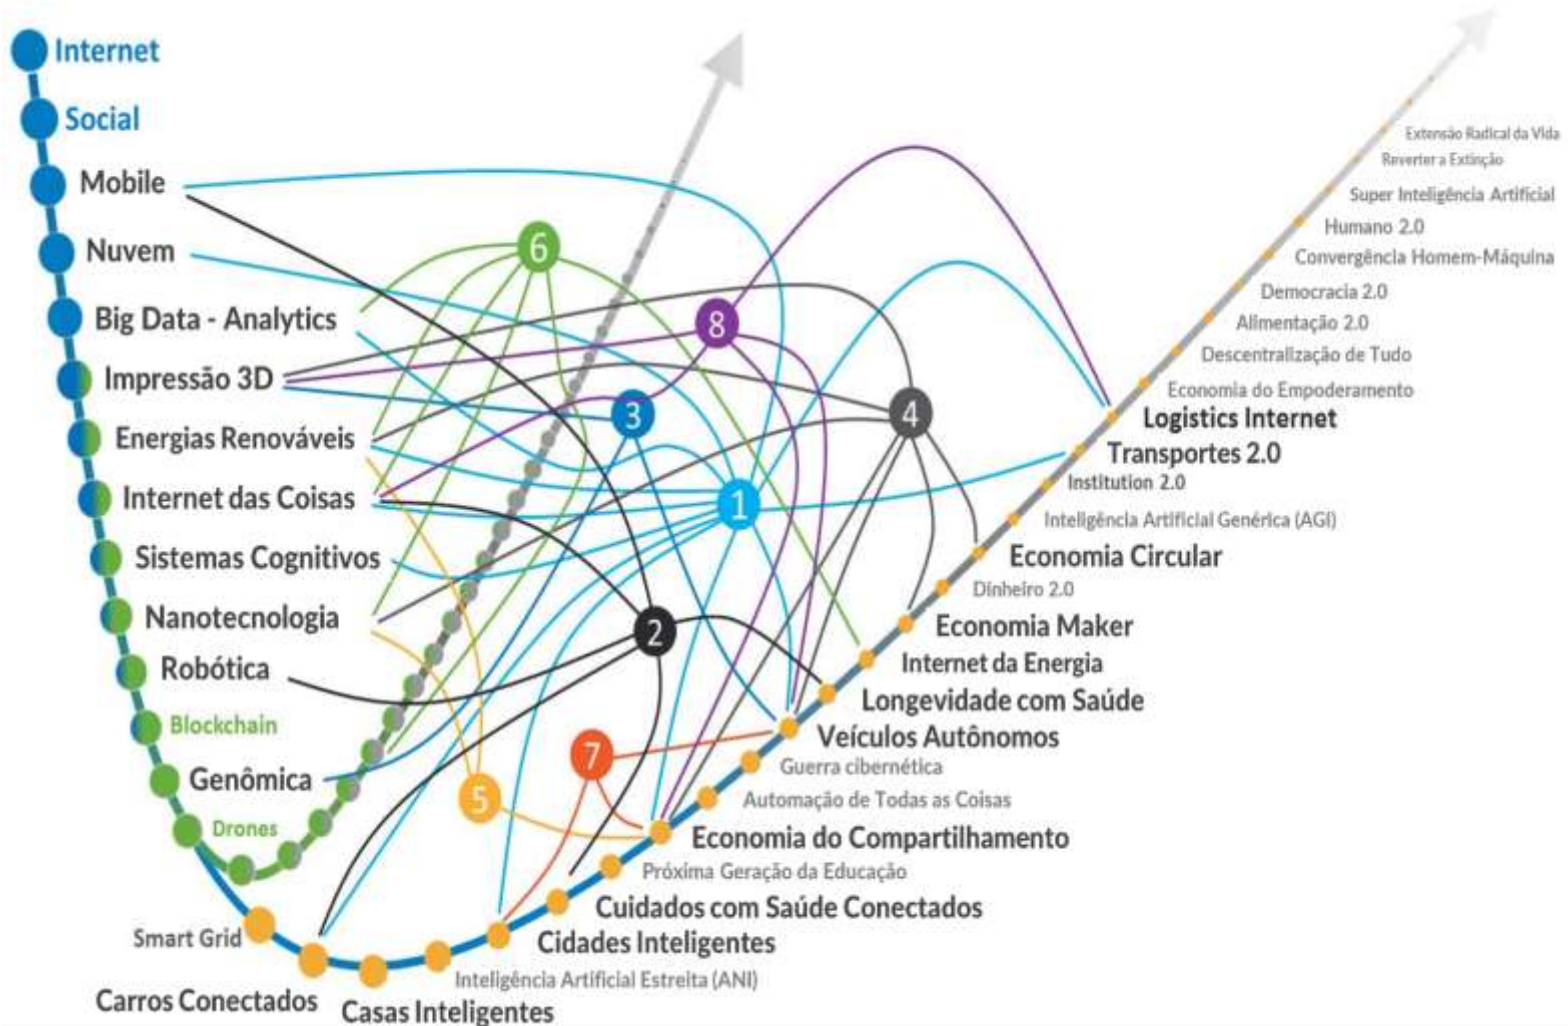 Internet
Social
Mobile
Nuvem
Big Data - Analytics
Impressão 3D
Energias Renováveis
Internet das Coisas
Sistemas Cognitivos
Nanotecnologia
Robótica
Blockchain
Genômica
Drones
Smart Grid
Carros Conectados
Casas Inteligentes
Inteligência Artificial Estreita (ANI)
Cidades Inteligentes
Cuidados com Saúde Conectados
Próxima Geração da Educação
Economia do Compartilhamento
Automação de Todas as Coisas
Guerra cibernética
Veículos Autônomos
Longevidade com Saúde
Internet da Energia
Economia Maker
Dinheiro 2.0
Economia Circular
Inteligência Artificial Genérica (AGI)
Institution 2.0
Transportes 2.0
Logistics Internet
Economia do Empoderamento
Descentralização de Tudo
Alimentação 2.0
Democracia 2.0
Convergência Homem-Máquina
Humano 2.0
Super Inteligência Artificial
Reverter a Extinção
Extensão Radical da Vida
6
8
3
4
1
2
7
5